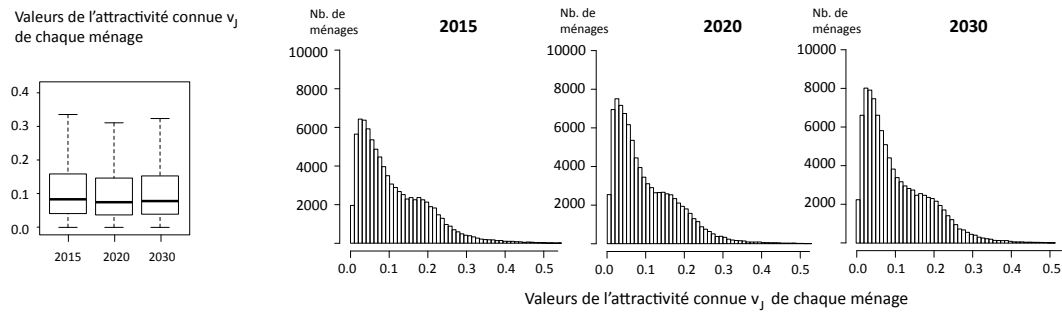 Valeurs de l'attractivité connue vJ
de chaque ménage
0.4
0.3
0.2
0.1
0.0
2015 2020 2030
Nb. de
ménages
2015
10000
8000
6000
4000
2000
0.0 0.1 0.2 0.3 0.4 0.5
Nb. de
ménages
2020
10000
8000
6000
4000
2000
0.0 0.1 0.2 0.3 0.4 0.5
Nb. de
ménages
2030
10000
8000
6000
4000
2000
0.0 0.1 0.2 0.3 0.4 0.5
Valeurs de l'attractivité connue vJ de chaque ménage